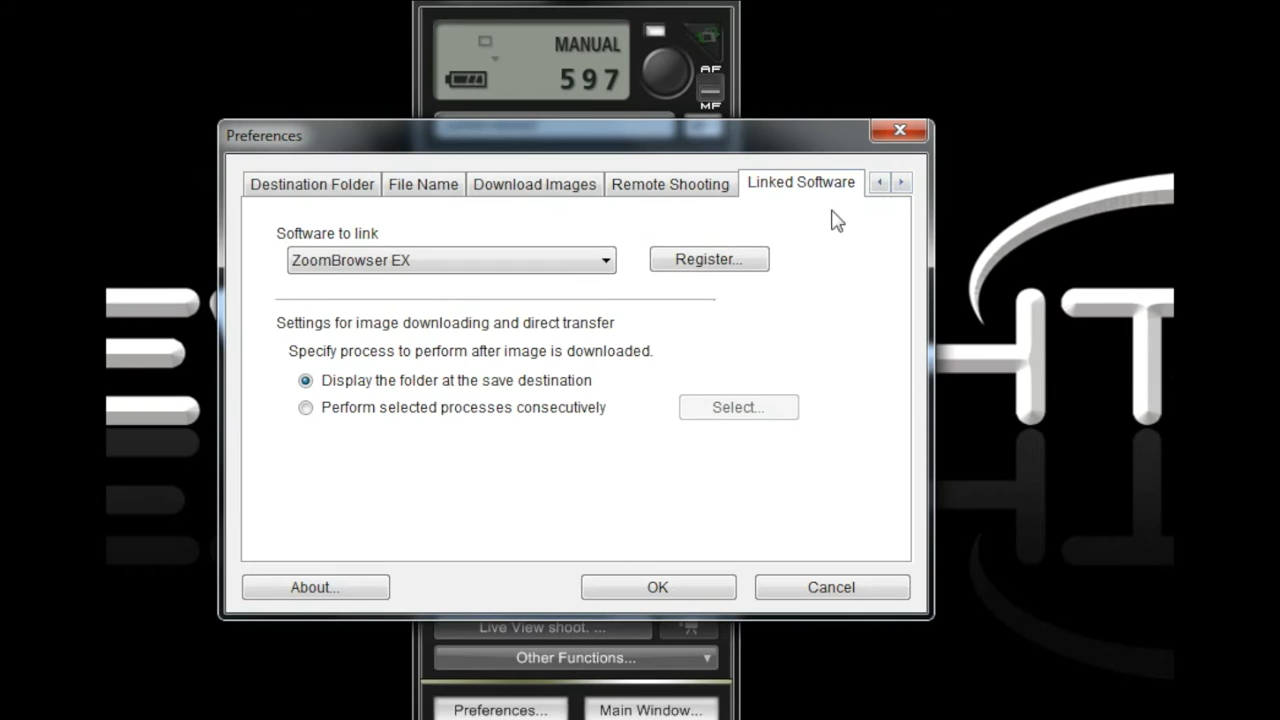 MANUAL
597
AF
MF
Preferences
Destination Folder File Name Download Images Remote Shooting Linked Software
Software to link
ZoomBrowser EX Register...
Settings for image downloading and direct transfer
Specify process to perform after image is downloaded.
Display the folder at the save destination
Perform selected processes consecutively Select...
About... OK Cancel
Live View shoot. ...
Other Functions...
Preferences... Main Window...